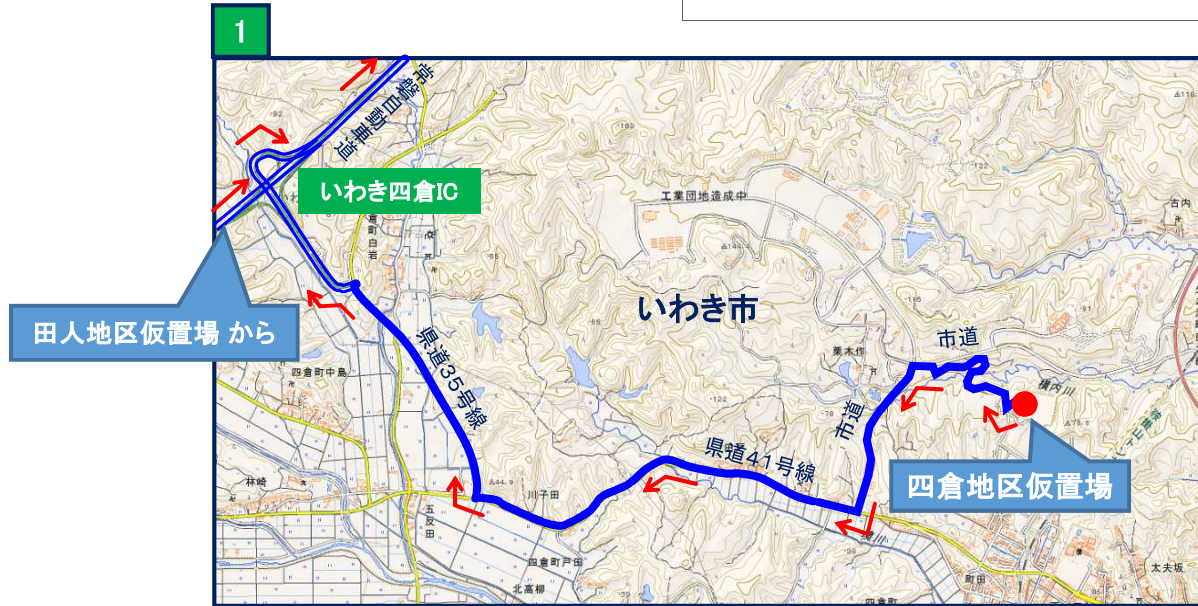 1
常磐自動車道
いわき四倉IC
工業団地造成中
古内
いわき市
田人地区仮置場 から
四倉町中島
県道35号線
栗木作
市道
横内川
市道
県道41号線
四倉地区仮置場
林崎
五反田
川子田
四倉町戸田
北高柳
町田
太夫坂
四倉町